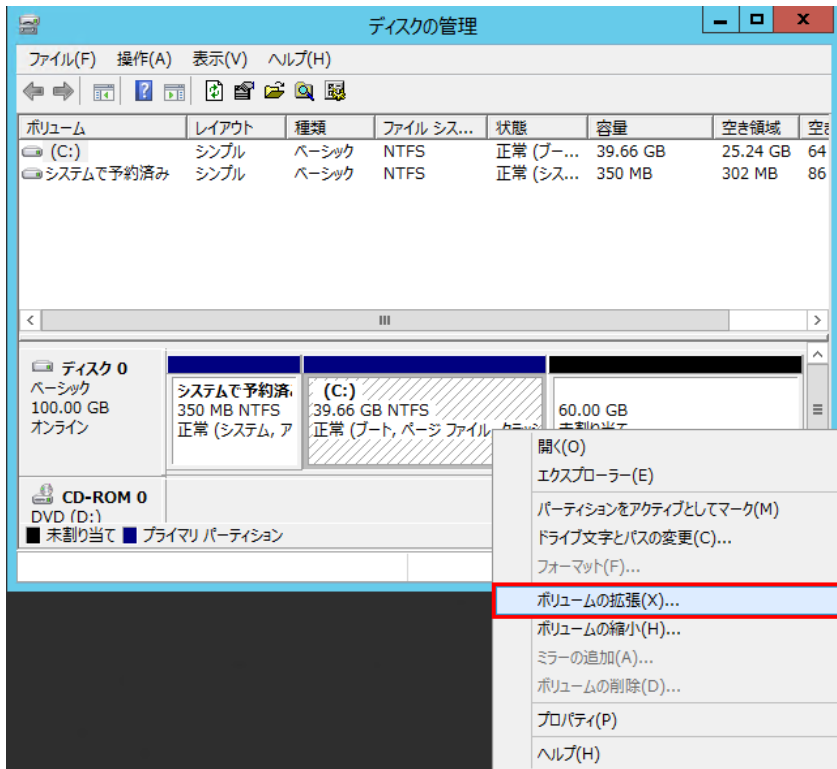 ディスクの管理
ファイル(F) 操作(A) 表示(V) ヘルプ(H)
ボリューム レイアウト 種類 ファイル シス... 状態 容量 空き領域
(C:) シンプル ベーシック NTFS 正常 (ブー... 39.66 GB 25.24 GB 64
システムで予約済み シンプル ベーシック NTFS 正常 (シス... 350 MB 302 MB 86
ディスク 0
ベーシック
100.00 GB
オンライン
システムで予約済
350 MB NTFS
正常 (システム, ア
(C:)
39.66 GB NTFS
正常 (ブート, ページ ファイル,
60.00 GB
未割り当て
CD-ROM 0
DVD (D:)
未割り当て プライマリ パーティション
開く(O)
エクスプローラー(E)
パーティションをアクティブとしてマーク(M)
ドライブ文字とパスの変更(C)...
フォーマット(F)...
ボリュームの拡張(X)...
ボリュームの縮小(H)...
ミラーの追加(A)...
ボリュームの削除(D)...
プロパティ(P)
ヘルプ(H)